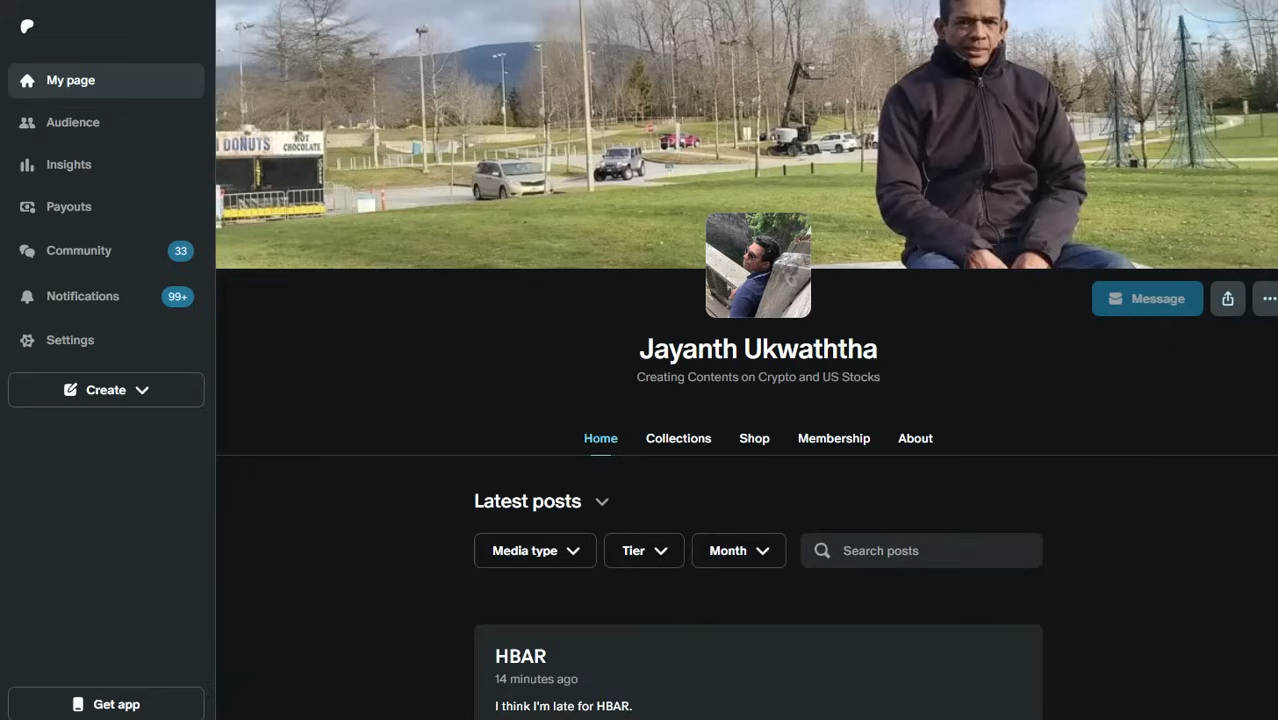 My page
Audience
Insights
Payouts
Community 33
Notifications 99+
Settings
Create
Get app
DONUTS
HOT
CHOCOLATE
Message
Jayanth Ukwaththa
Creating Contents on Crypto and US Stocks
Home Collections Shop Membership About
Latest posts
Media type Tier Month Search posts
HBAR
14 minutes ago
I think I'm late for HBAR.